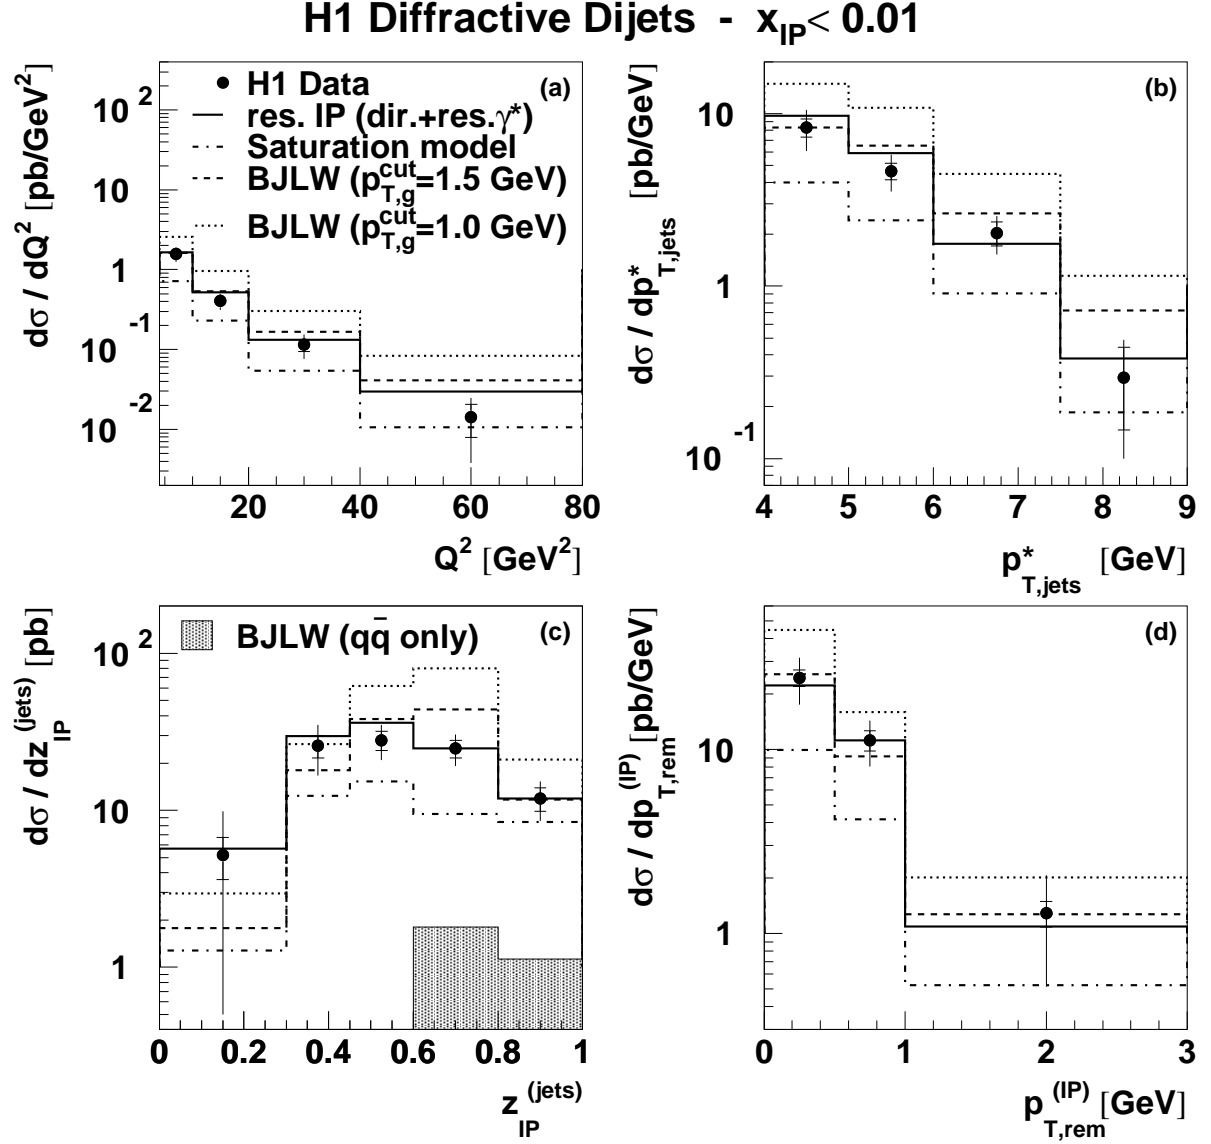 H1 Diffractive Dijets - x_IP < 0.01
dσ / dQ² [pb/GeV²]
10²
10
1
10⁻¹
10⁻²
H1 Data
res. IP (dir.+res.γ*)
Saturation model
BJLW (p_T,g^cut=1.5 GeV)
BJLW (p_T,g^cut=1.0 GeV)
(a)
20 40 60 80
Q² [GeV²]
dσ / dp*_T,jets [pb/GeV]
10
1
10⁻¹
(b)
4 5 6 7 8 9
p*_T,jets [GeV]
dσ / dz_IP^(jets) [pb]
10²
10
1
BJLW (qq̄ only)
(c)
0 0.2 0.4 0.6 0.8 1
z_IP^(jets)
dσ / dp_T,rem^(IP) [pb/GeV]
10
1
(d)
0 1 2 3
p_T,rem^(IP) [GeV]